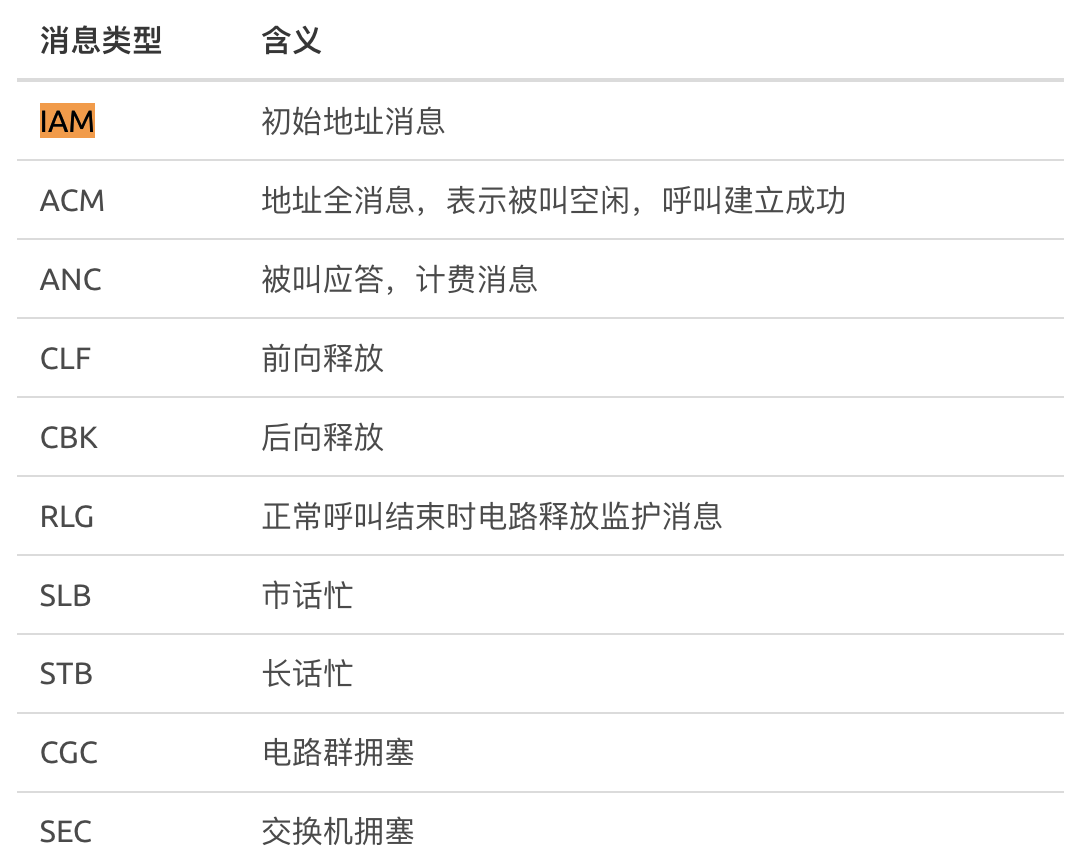 消息类型 含义
IAM 初始地址消息
ACM 地址全消息，表示被叫空闲，呼叫建立成功
ANC 被叫应答，计费消息
CLF 前向释放
CBK 后向释放
RLG 正常呼叫结束时电路释放监护消息
SLB 市话忙
STB 长话忙
CGC 电路群拥塞
SEC 交换机拥塞